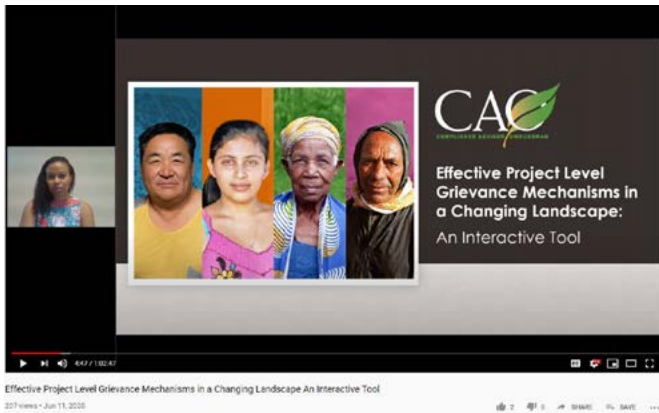 CAO
COMPLIANCE ADVISOR OMBUDSMAN
Effective Project Level
Grievance Mechanisms in
a Changing Landscape:
An Interactive Tool
4:47 / 1:02:47
Effective Project Level Grievance Mechanisms in a Changing Landscape An Interactive Tool
207 views • Jun 11, 2020
2
0
SHARE
SAVE